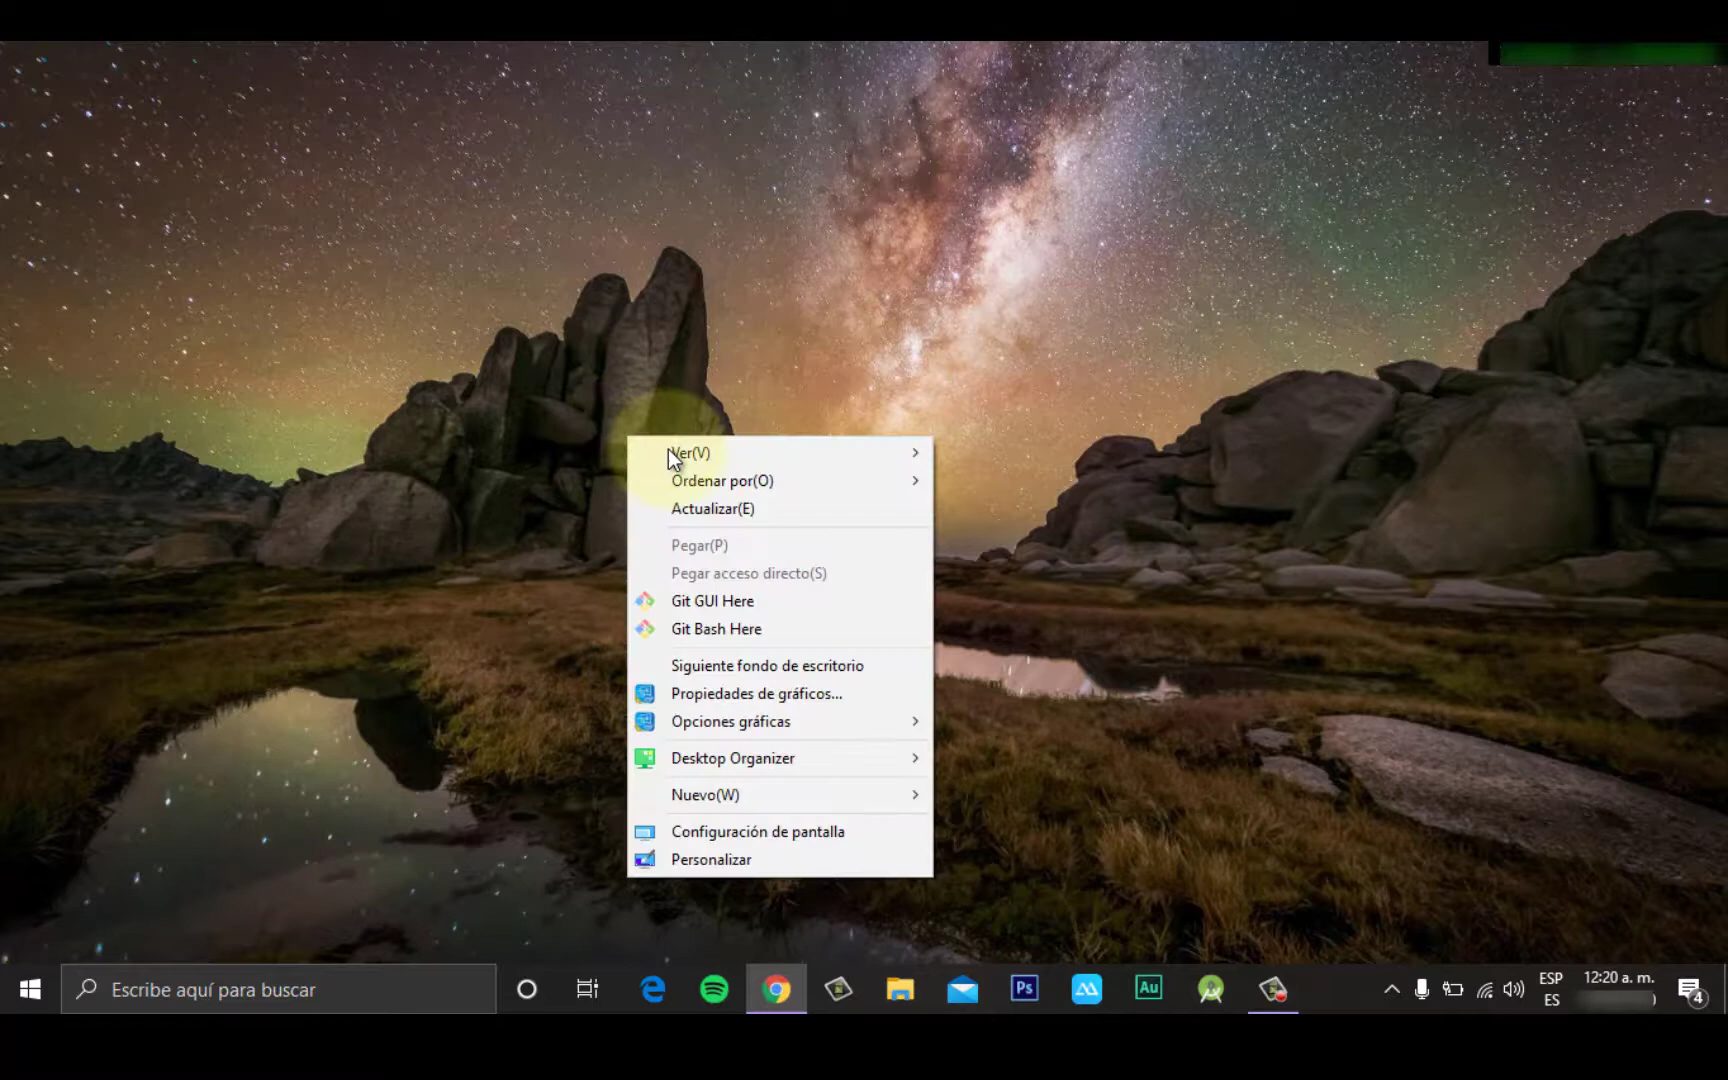 Ver(V)
Ordenar por(O)
Actualizar(E)
Pegar(P)
Pegar acceso directo(S)
Git GUI Here
Git Bash Here
Siguiente fondo de escritorio
Propiedades de gráficos...
Opciones gráficas
Desktop Organizer
Nuevo(W)
Configuración de pantalla
Personalizar
Escribe aquí para buscar
Ps
Au
ESP
ES
12:20 a. m.
4